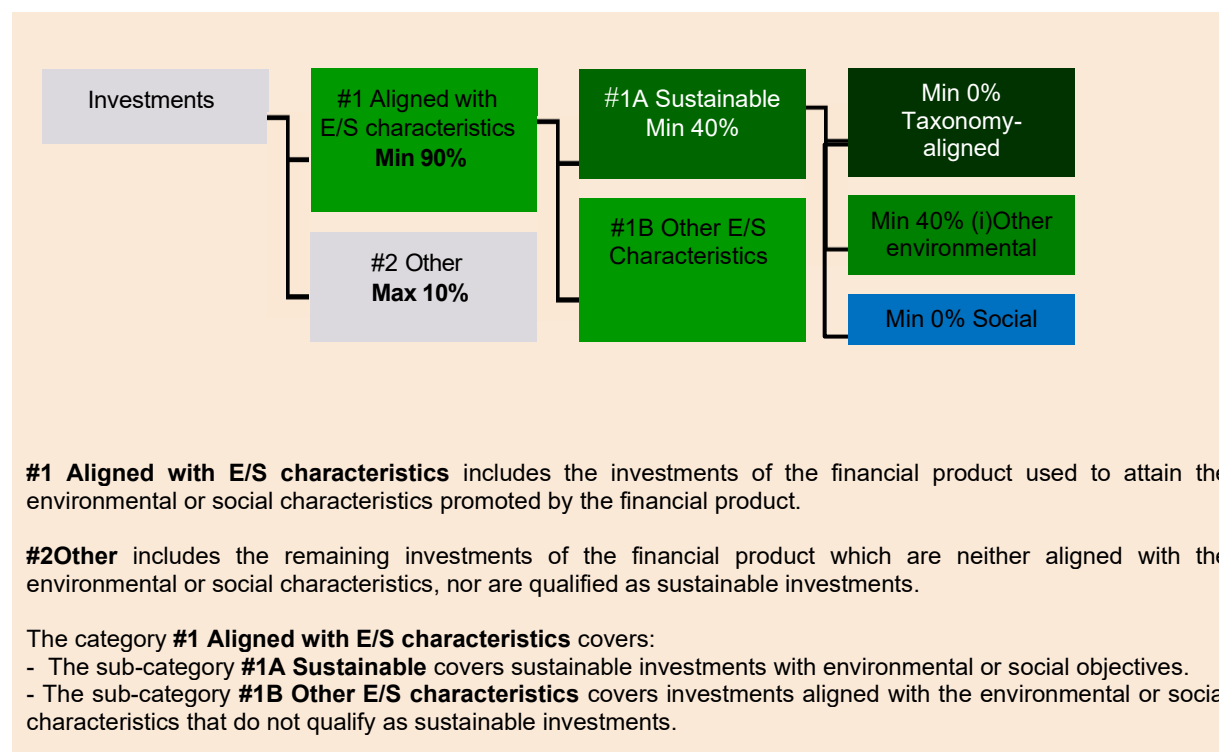 Investments
#1 Aligned with
E/S characteristics
Min 90%
#2 Other
Max 10%
#1A Sustainable
Min 40%
#1B Other E/S
Characteristics
Min 0%
Taxonomy-
aligned
Min 40% (i)Other
environmental
Min 0% Social
#1 Aligned with E/S characteristics includes the investments of the financial product used to attain the
environmental or social characteristics promoted by the financial product.
#2Other includes the remaining investments of the financial product which are neither aligned with the
environmental or social characteristics, nor are qualified as sustainable investments.
The category #1 Aligned with E/S characteristics covers:
- The sub-category #1A Sustainable covers sustainable investments with environmental or social objectives.
- The sub-category #1B Other E/S characteristics covers investments aligned with the environmental or social
characteristics that do not qualify as sustainable investments.